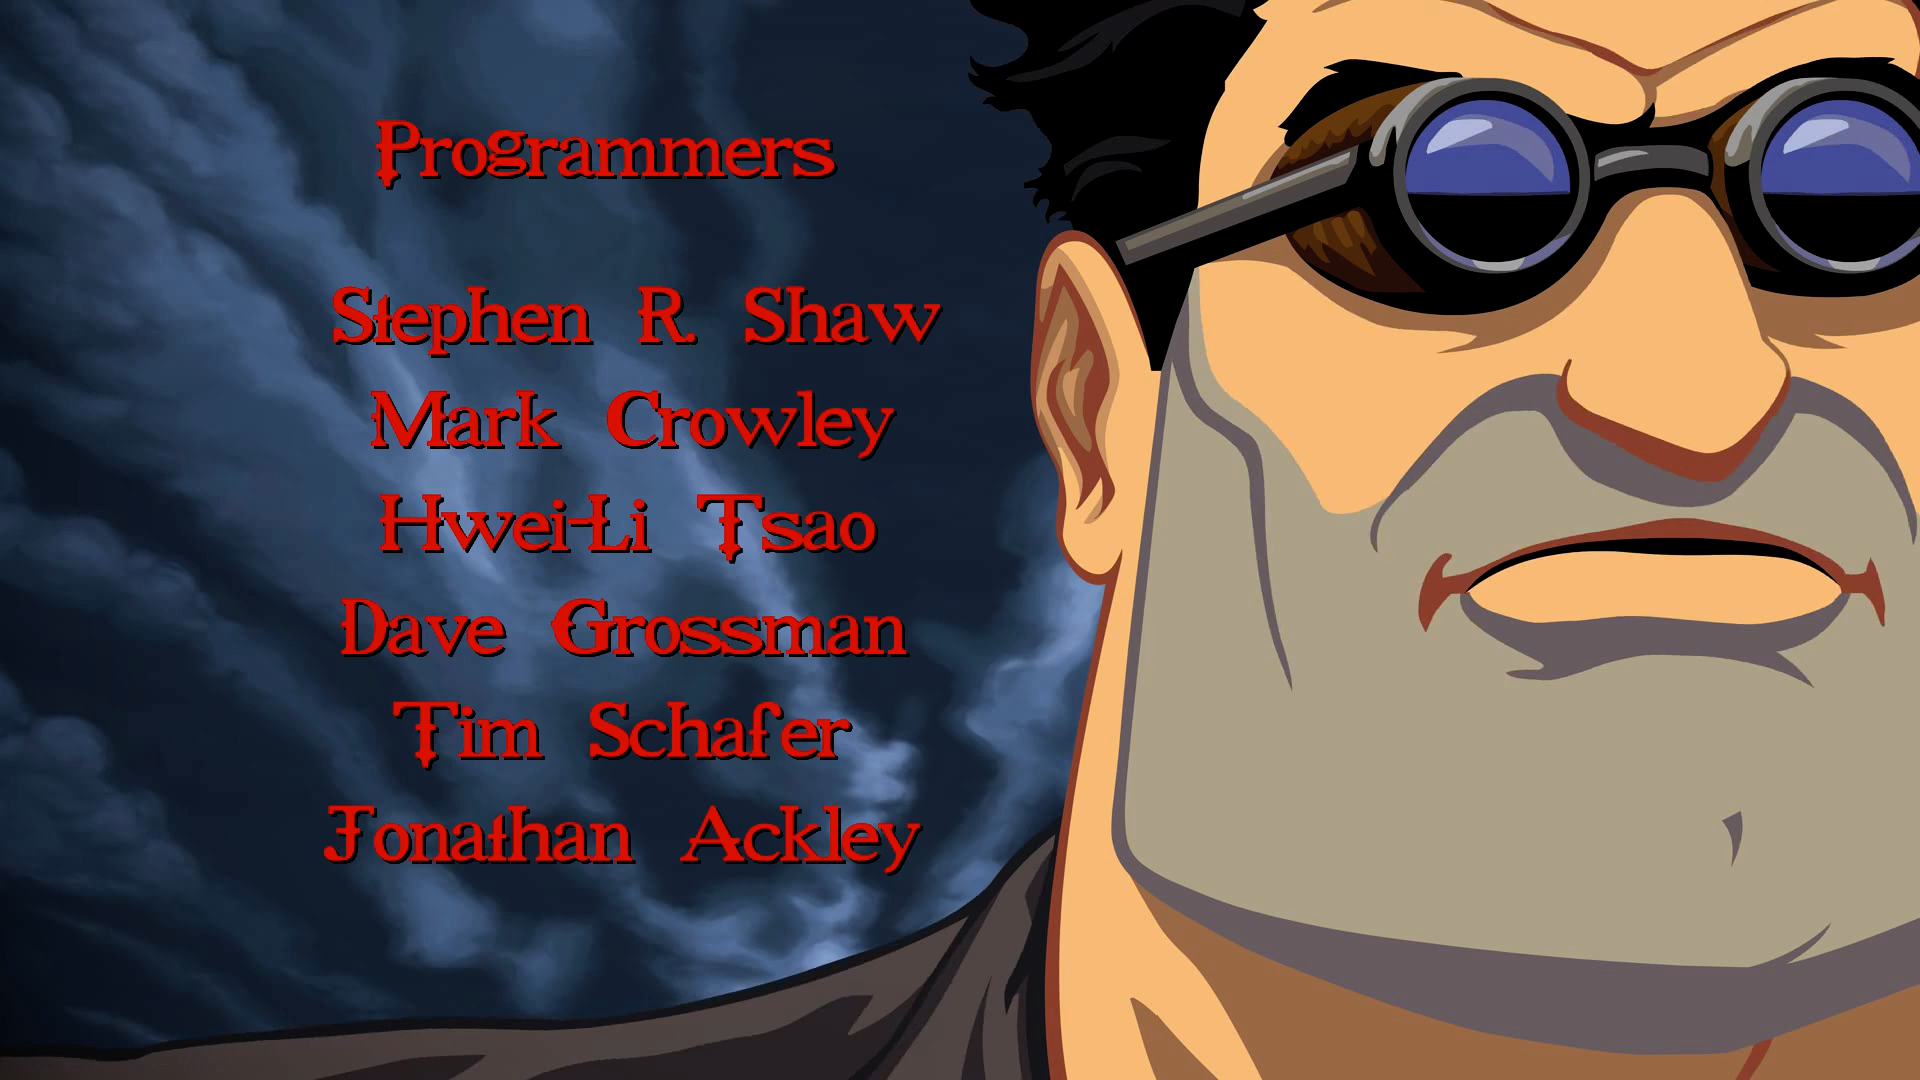 Programmers
Stephen R. Shaw
Mark Crowley
Hwei-Li Tsao
Dave Grossman
Tim Schafer
Jonathan Ackley